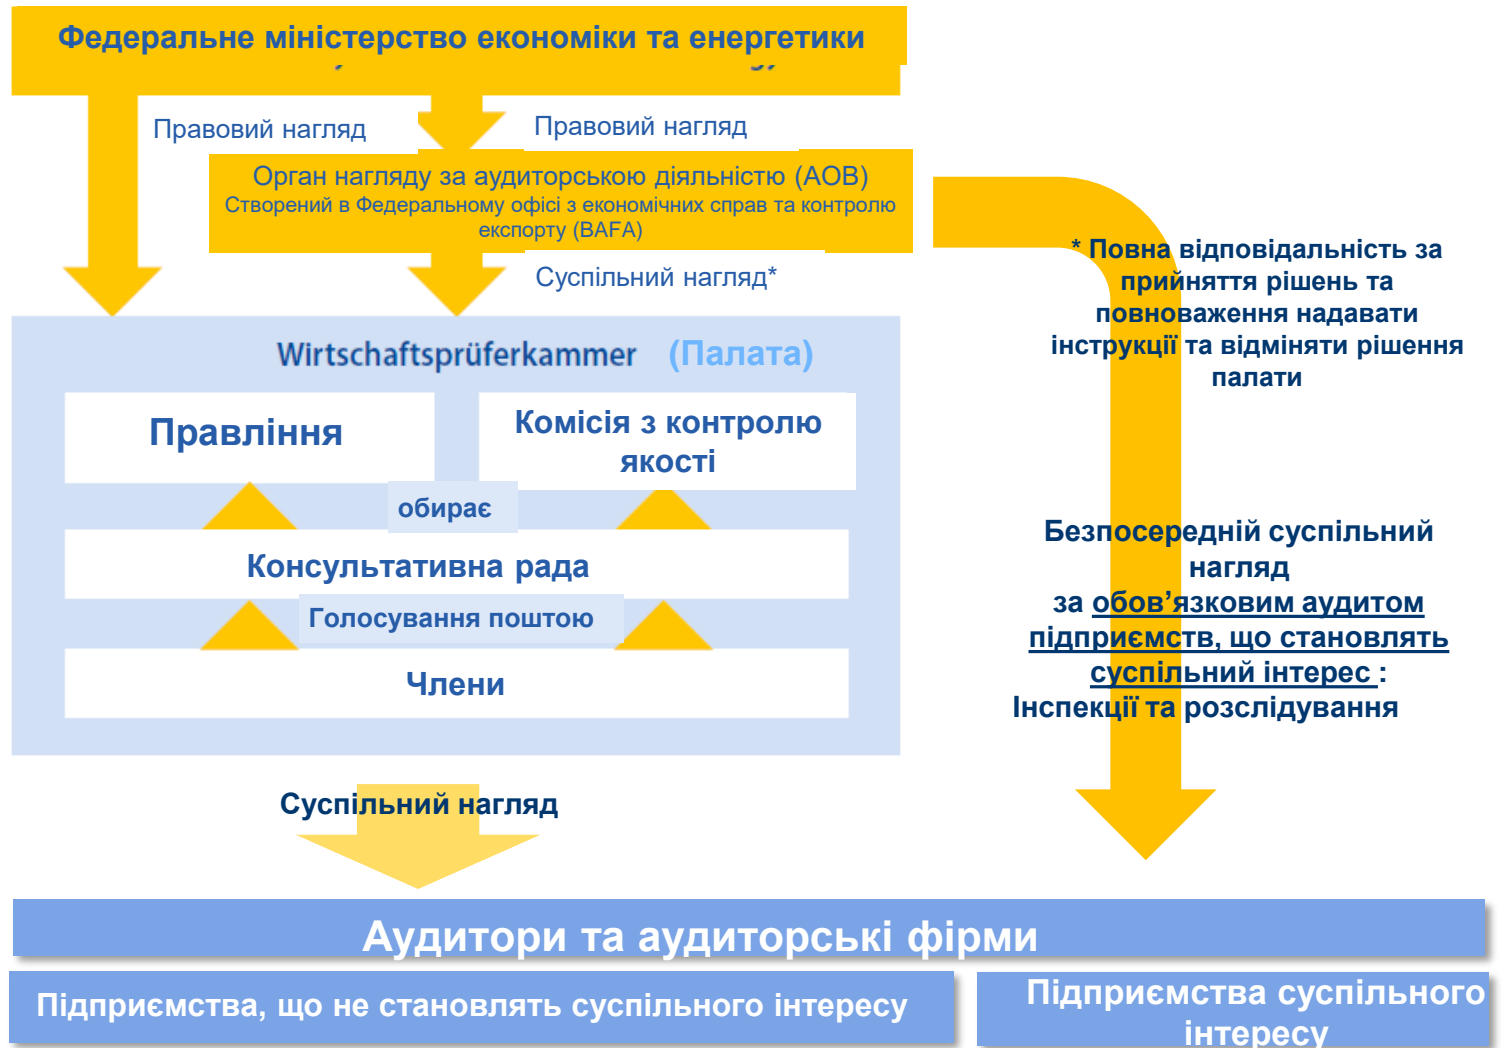 Федеральне міністерство економіки та енергетики
Правовий нагляд
Правовий нагляд
Орган нагляду за аудиторською діяльністю (АОВ)
Створений в Федеральному офісі з економічних справ та контролю
експорту (BAFA)
Суспільний нагляд*
* Повна відповідальність за
прийняття рішень та
повноваження надавати
інструкції та відміняти рішення
палати
Wirtschaftsprüferkammer (Палата)
Правління
Комісія з контролю
якості
обирає
Консультативна рада
Голосування поштою
Члени
Безпосередній суспільний
нагляд
за обов’язковим аудитом
підприємств, що становлять
суспільний інтерес :
Інспекції та розслідування
Суспільний нагляд
Аудитори та аудиторські фірми
Підприємства, що не становлять суспільного інтересу
Підприємства суспільного
інтересу